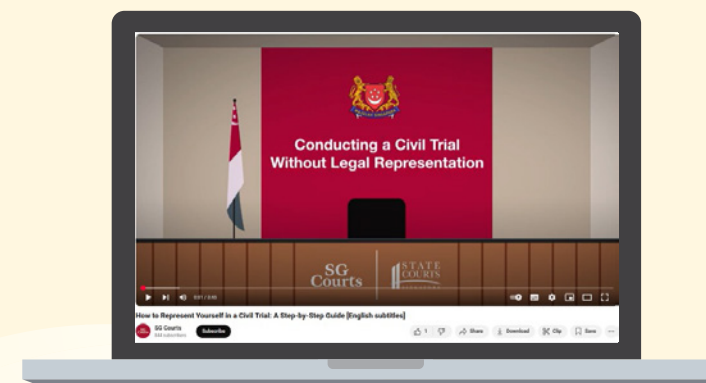 Conducting a Civil Trial
Without Legal Representation
SG
Courts
STATE
COURTS
How to Represent Yourself in a Civil Trial: A Step-by-Step Guide [English subtitles]
SG Courts
Subscribe
1
Share
Download
Clip
Save